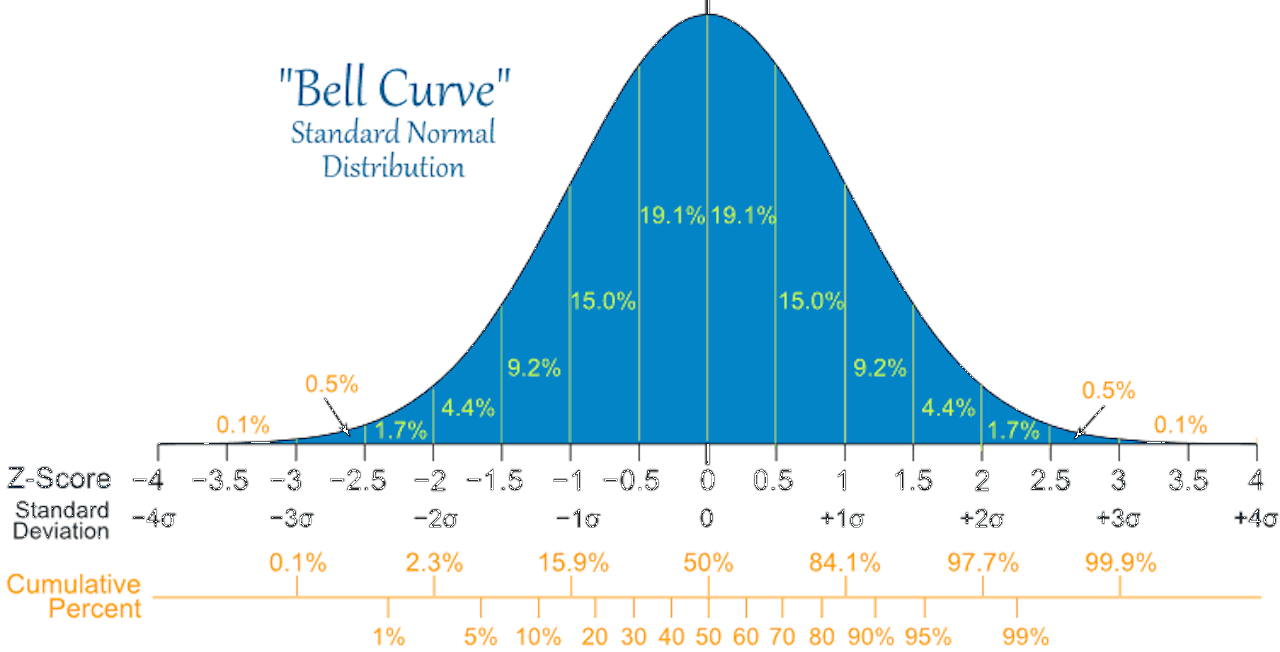 "Bell Curve"
Standard Normal
Distribution
19.1% 19.1%
15.0% 15.0%
9.2% 9.2%
0.5% 0.5%
4.4% 4.4%
0.1% 1.7% 1.7% 0.1%
Z-Score −4 −3.5 −3 −2.5 −2 −1.5 −1 −0.5 0 0.5 1 1.5 2 2.5 3 3.5 4
Standard
Deviation
−4σ −3σ −2σ −1σ 0 +1σ +2σ +3σ +4σ
0.1% 2.3% 15.9% 50% 84.1% 97.7% 99.9%
Cumulative
Percent
1% 5% 10% 20 30 40 50 60 70 80 90% 95% 99%